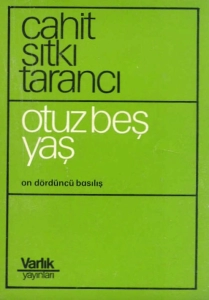 cahit
sıtkı
tarancı
otuz beş
yaş
on dördüncü basılış
Varlık
yayınları